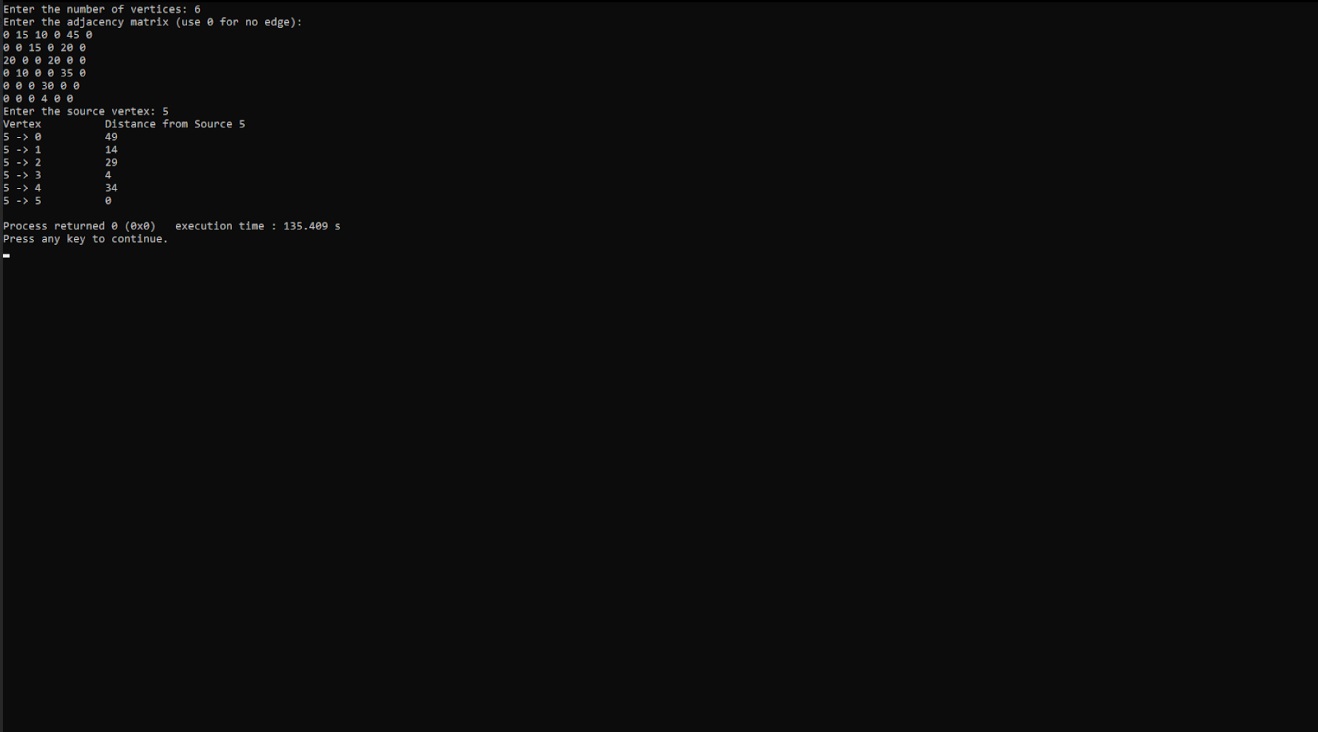 Enter the number of vertices: 6
Enter the adjacency matrix (use 0 for no edge):
0 15 10 0 45 0
0 0 15 0 20 0
20 0 0 20 0 0
0 10 0 0 35 0
0 0 0 30 0 0
0 0 0 4 0 0
Enter the source vertex: 5
Vertex          Distance from Source 5
5 -> 0          49
5 -> 1          14
5 -> 2          29
5 -> 3          4
5 -> 4          34
5 -> 5          0
Process returned 0 (0x0)   execution time : 135.409 s
Press any key to continue.